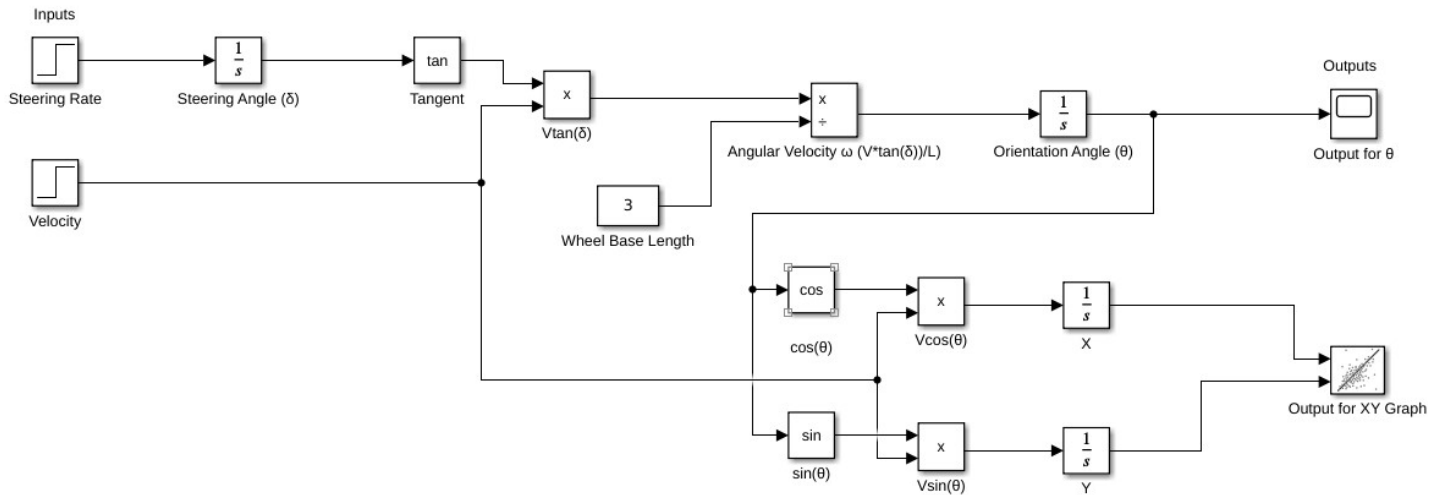 Inputs
Steering Rate
1
s
Steering Angle (δ)
tan
Tangent
x
Vtan(δ)
x
÷
Angular Velocity ω (V*tan(δ))/L)
1
s
Orientation Angle (θ)
Outputs
Output for θ
Velocity
3
Wheel Base Length
cos
cos(θ)
x
Vcos(θ)
1
s
X
Output for XY Graph
sin
sin(θ)
x
Vsin(θ)
1
s
Y